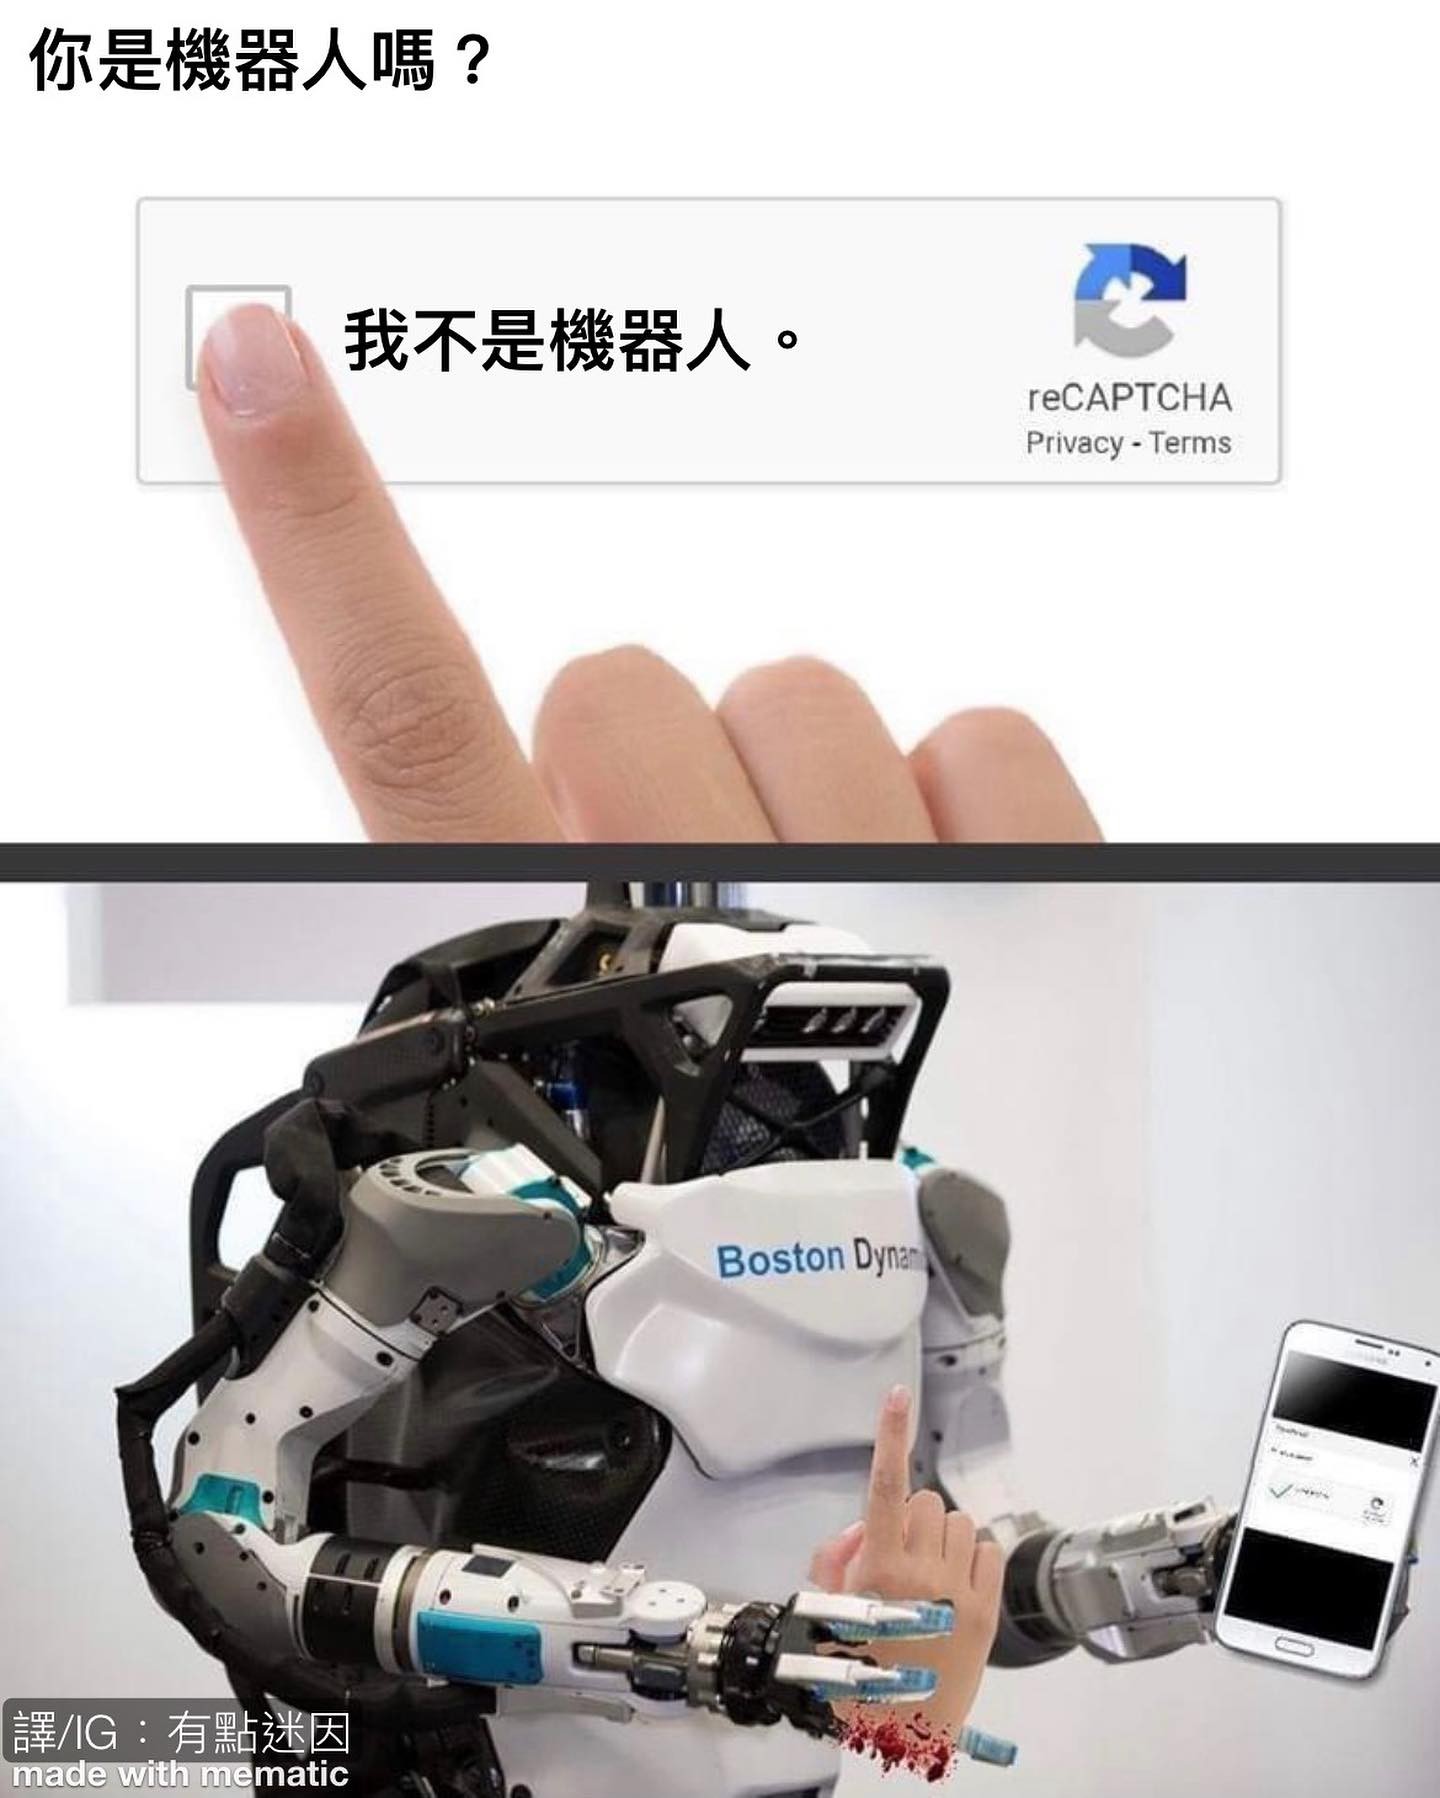 你是機器人嗎？
我不是機器人。
reCAPTCHA
Privacy - Terms
Boston Dynam
譯/IG：有點迷因
made with mematic